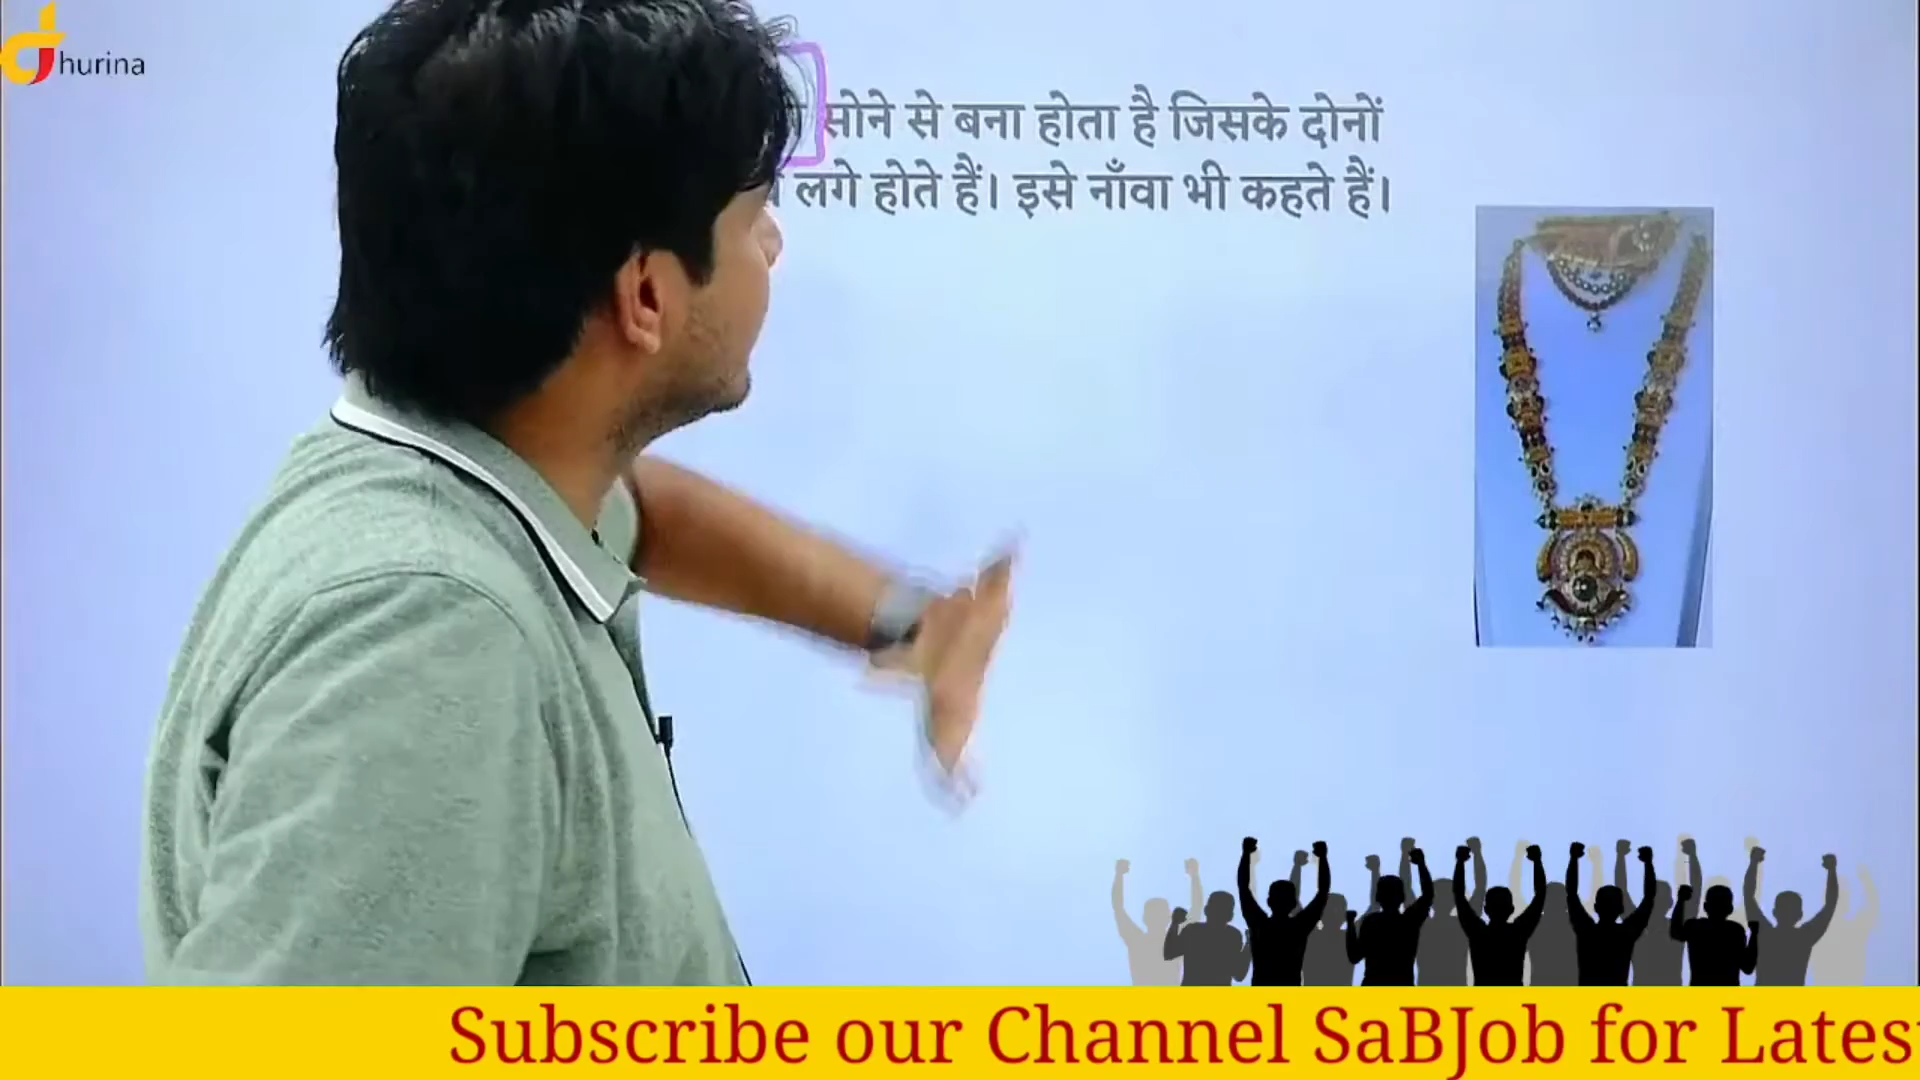 hurina
सोने से बना होता है जिसके दोनों
लगे होते हैं। इसे नाँवा भी कहते हैं।
Subscribe our Channel SaBJob for Lates